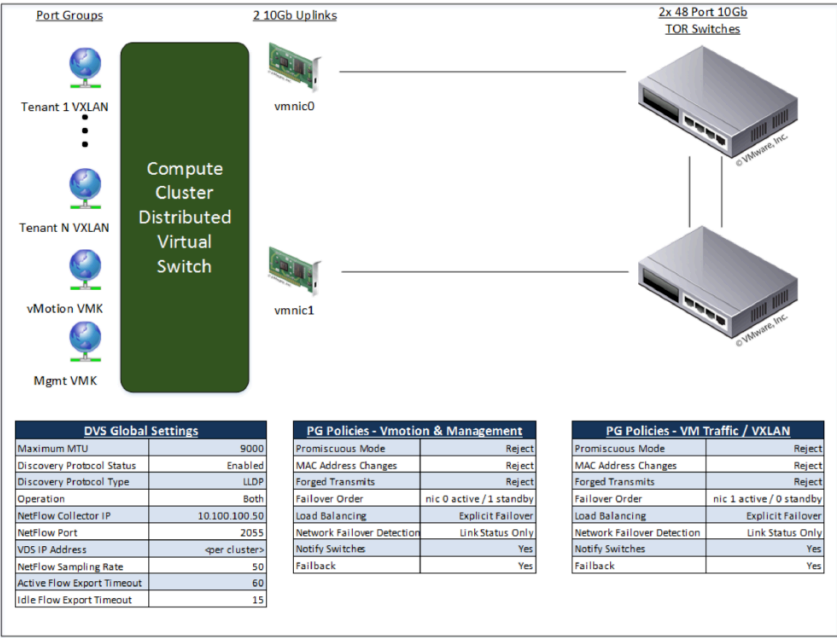 Port Groups
2 10Gb Uplinks
2x 48 Port 10Gb
TOR Switches
Tenant 1 VXLAN
Tenant N VXLAN
vMotion VMK
Mgmt VMK
Compute
Cluster
Distributed
Virtual
Switch
vmnic0
vmnic1
© VMware, Inc.
© VMware, Inc.
DVS Global Settings
Maximum MTU 9000
Discovery Protocol Status Enabled
Discovery Protocol Type LLDP
Operation Both
NetFlow Collector IP 10.100.100.50
NetFlow Port 2055
VDS IP Address <per cluster>
NetFlow Sampling Rate 50
Active Flow Export Timeout 60
Idle Flow Export Timeout 15
PG Policies - Vmotion & Management
Promiscuous Mode Reject
MAC Address Changes Reject
Forged Transmits Reject
Failover Order nic 0 active / 1 standby
Load Balancing Explicit Failover
Network Failover Detection Link Status Only
Notify Switches Yes
Failback Yes
PG Policies - VM Traffic / VXLAN
Promiscuous Mode Reject
MAC Address Changes Reject
Forged Transmits Reject
Failover Order nic 1 active / 0 standby
Load Balancing Explicit Failover
Network Failover Detection Link Status Only
Notify Switches Yes
Failback Yes